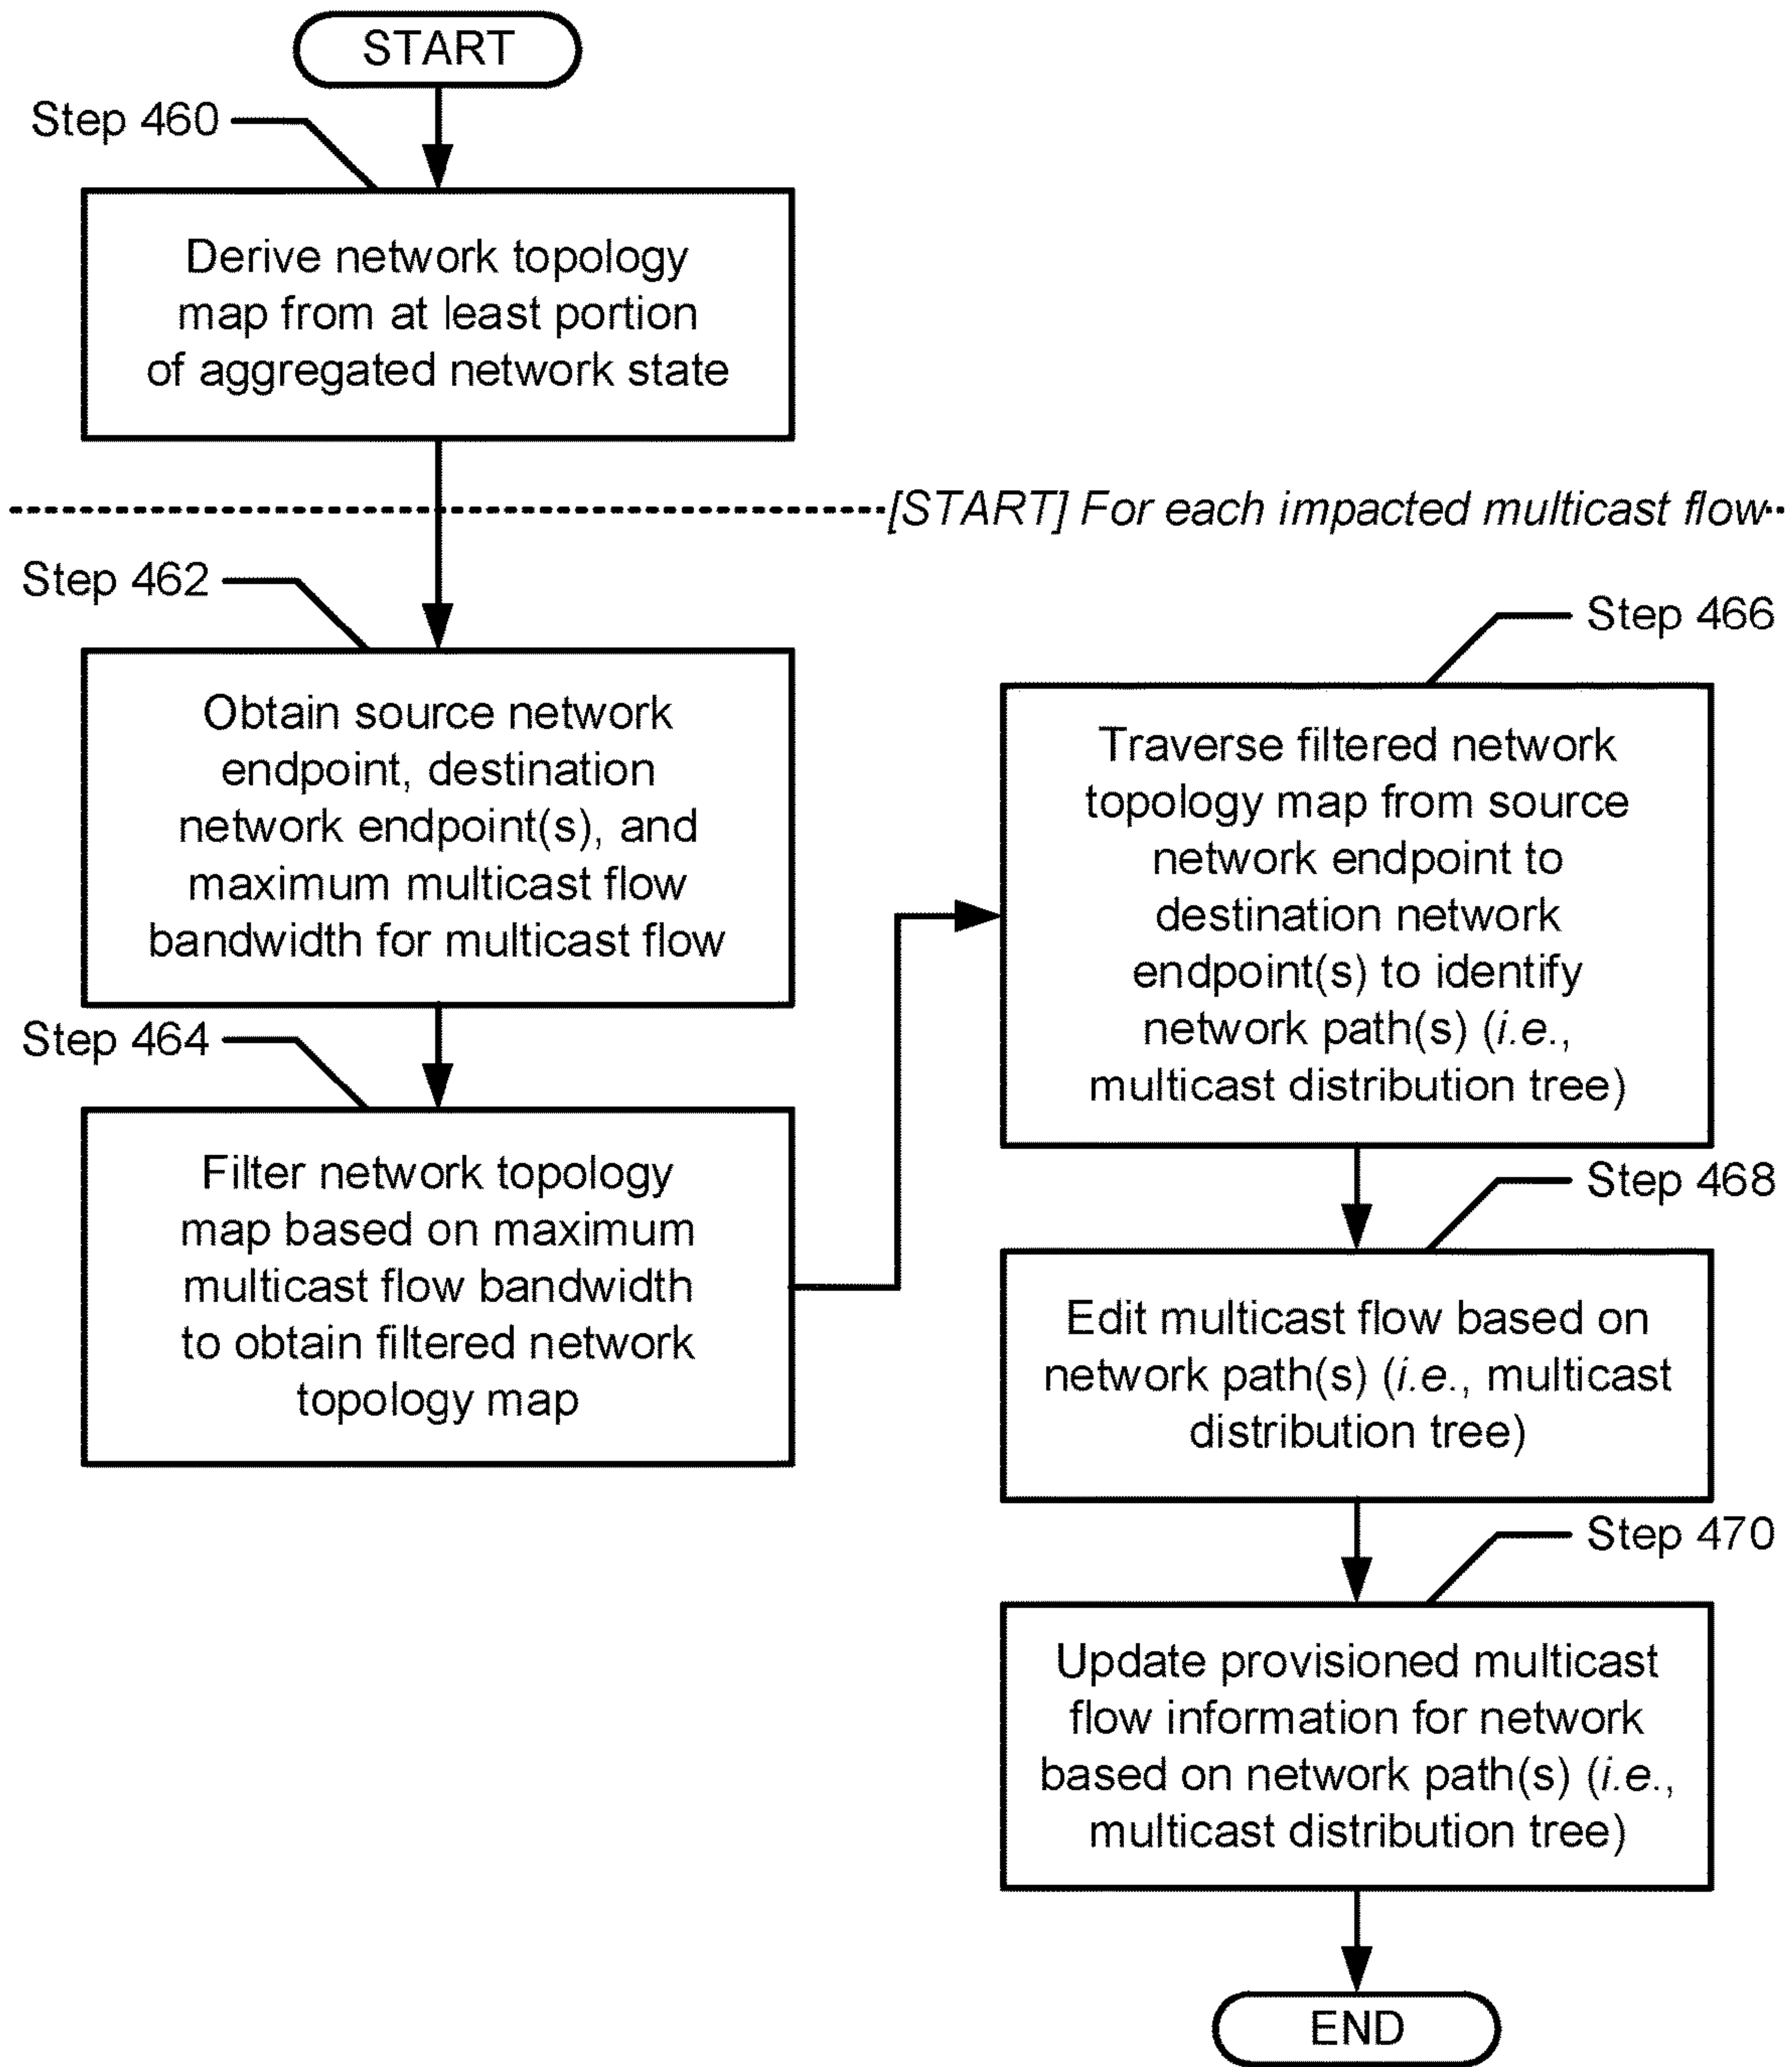 START
Step 460
Derive network topology
map from at least portion
of aggregated network state
[START] For each impacted multicast flow
Step 462
Obtain source network
endpoint, destination
network endpoint(s), and
maximum multicast flow
bandwidth for multicast flow
Step 464
Filter network topology
map based on maximum
multicast flow bandwidth
to obtain filtered network
topology map
Step 466
Traverse filtered network
topology map from source
network endpoint to
destination network
endpoint(s) to identify
network path(s) (i.e.,
multicast distribution tree)
Step 468
Edit multicast flow based on
network path(s) (i.e., multicast
distribution tree)
Step 470
Update provisioned multicast
flow information for network
based on network path(s) (i.e.,
multicast distribution tree)
END